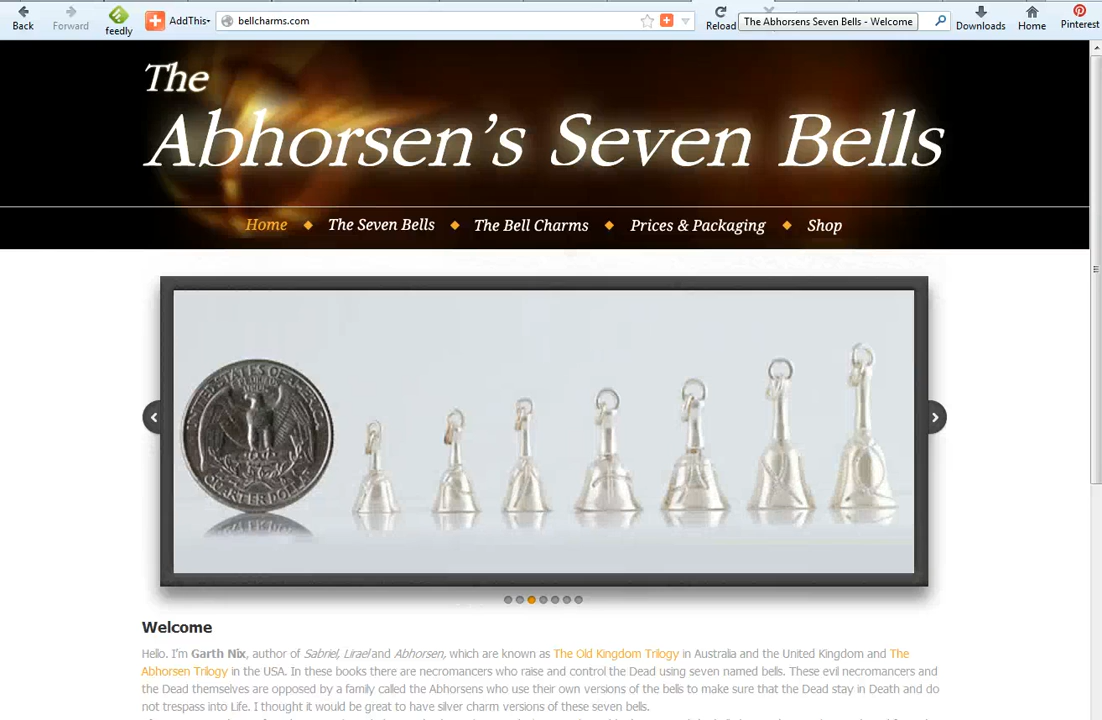 Back Forward feedly AddThis bellcharms.com Reload The Abhorsens Seven Bells - Welcome Downloads Home Pinterest
The
Abhorsen's Seven Bells
Home The Seven Bells The Bell Charms Prices & Packaging Shop
UNITED STATES OF AMERICA
QUARTER DOLLAR
Welcome
Hello. I'm Garth Nix, author of Sabriel, Lirael and Abhorsen, which are known as The Old Kingdom Trilogy in Australia and the United Kingdom and The
Abhorsen Trilogy in the USA. In these books there are necromancers who raise and control the Dead using seven named bells. These evil necromancers and
the Dead themselves are opposed by a family called the Abhorsens who use their own versions of the bells to make sure that the Dead stay in Death and do
not trespass into Life. I thought it would be great to have silver charm versions of these seven bells.